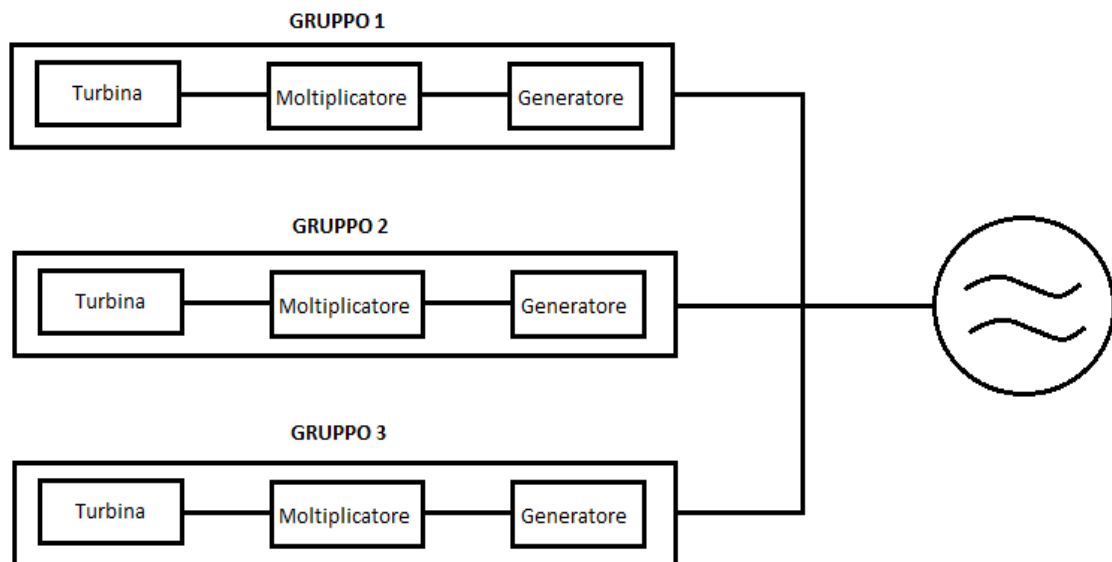 GRUPPO 1
Turbina
Moltiplicatore
Generatore
GRUPPO 2
Turbina
Moltiplicatore
Generatore
GRUPPO 3
Turbina
Moltiplicatore
Generatore